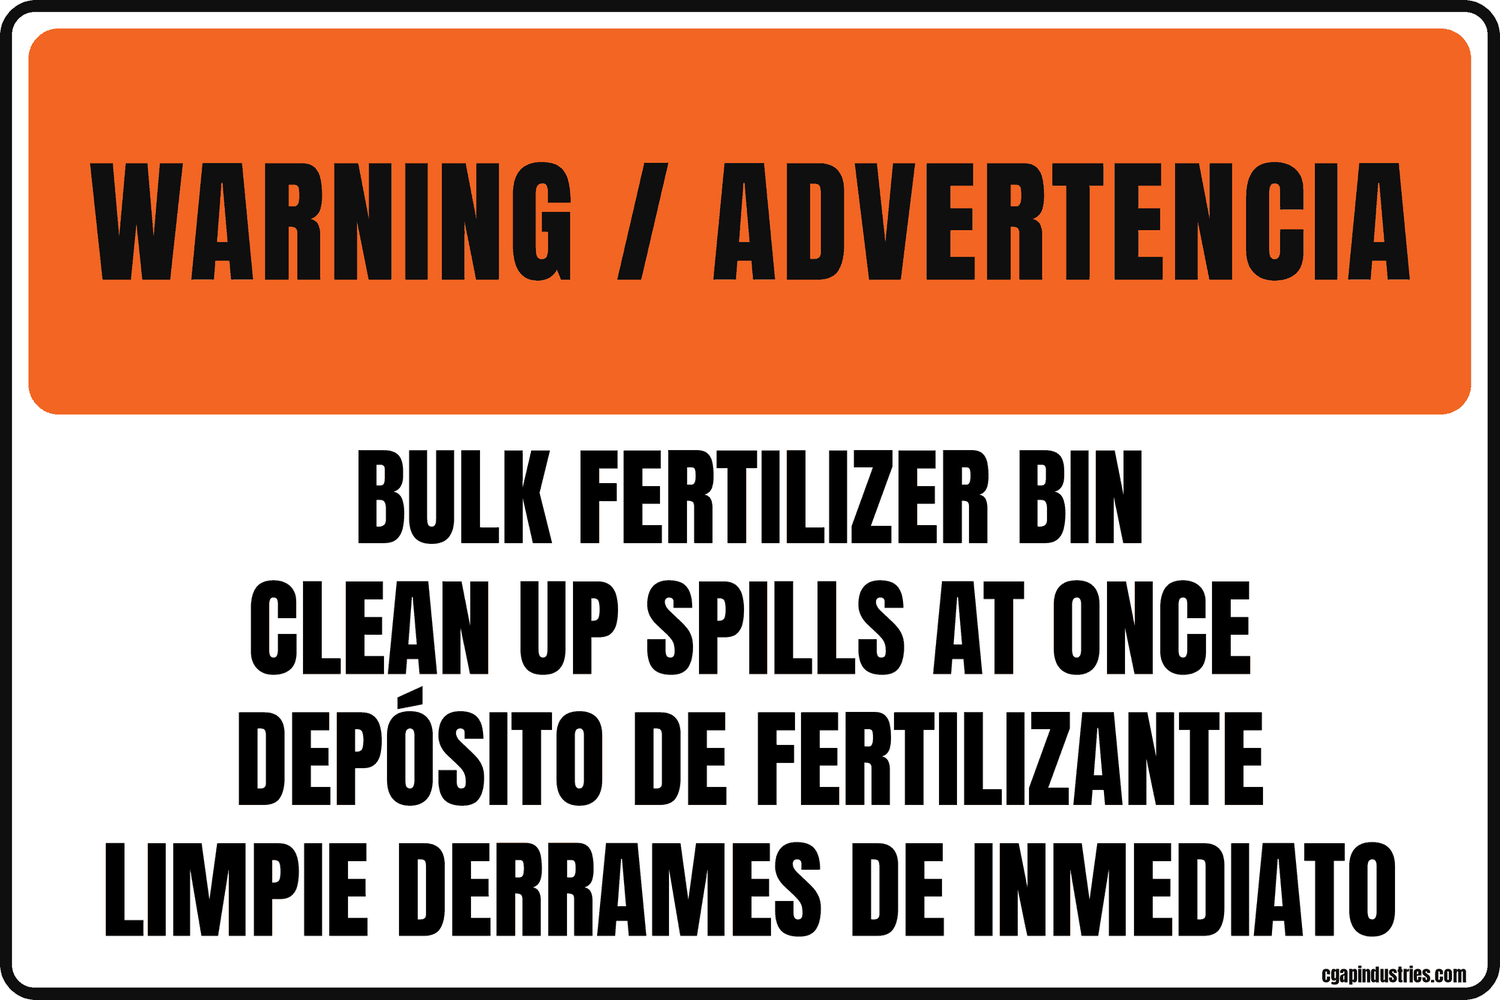 WARNING / ADVERTENCIA
BULK FERTILIZER BIN
CLEAN UP SPILLS AT ONCE
DEPÓSITO DE FERTILIZANTE
LIMPIE DERRAMES DE INMEDIATO
cgapindustries.com